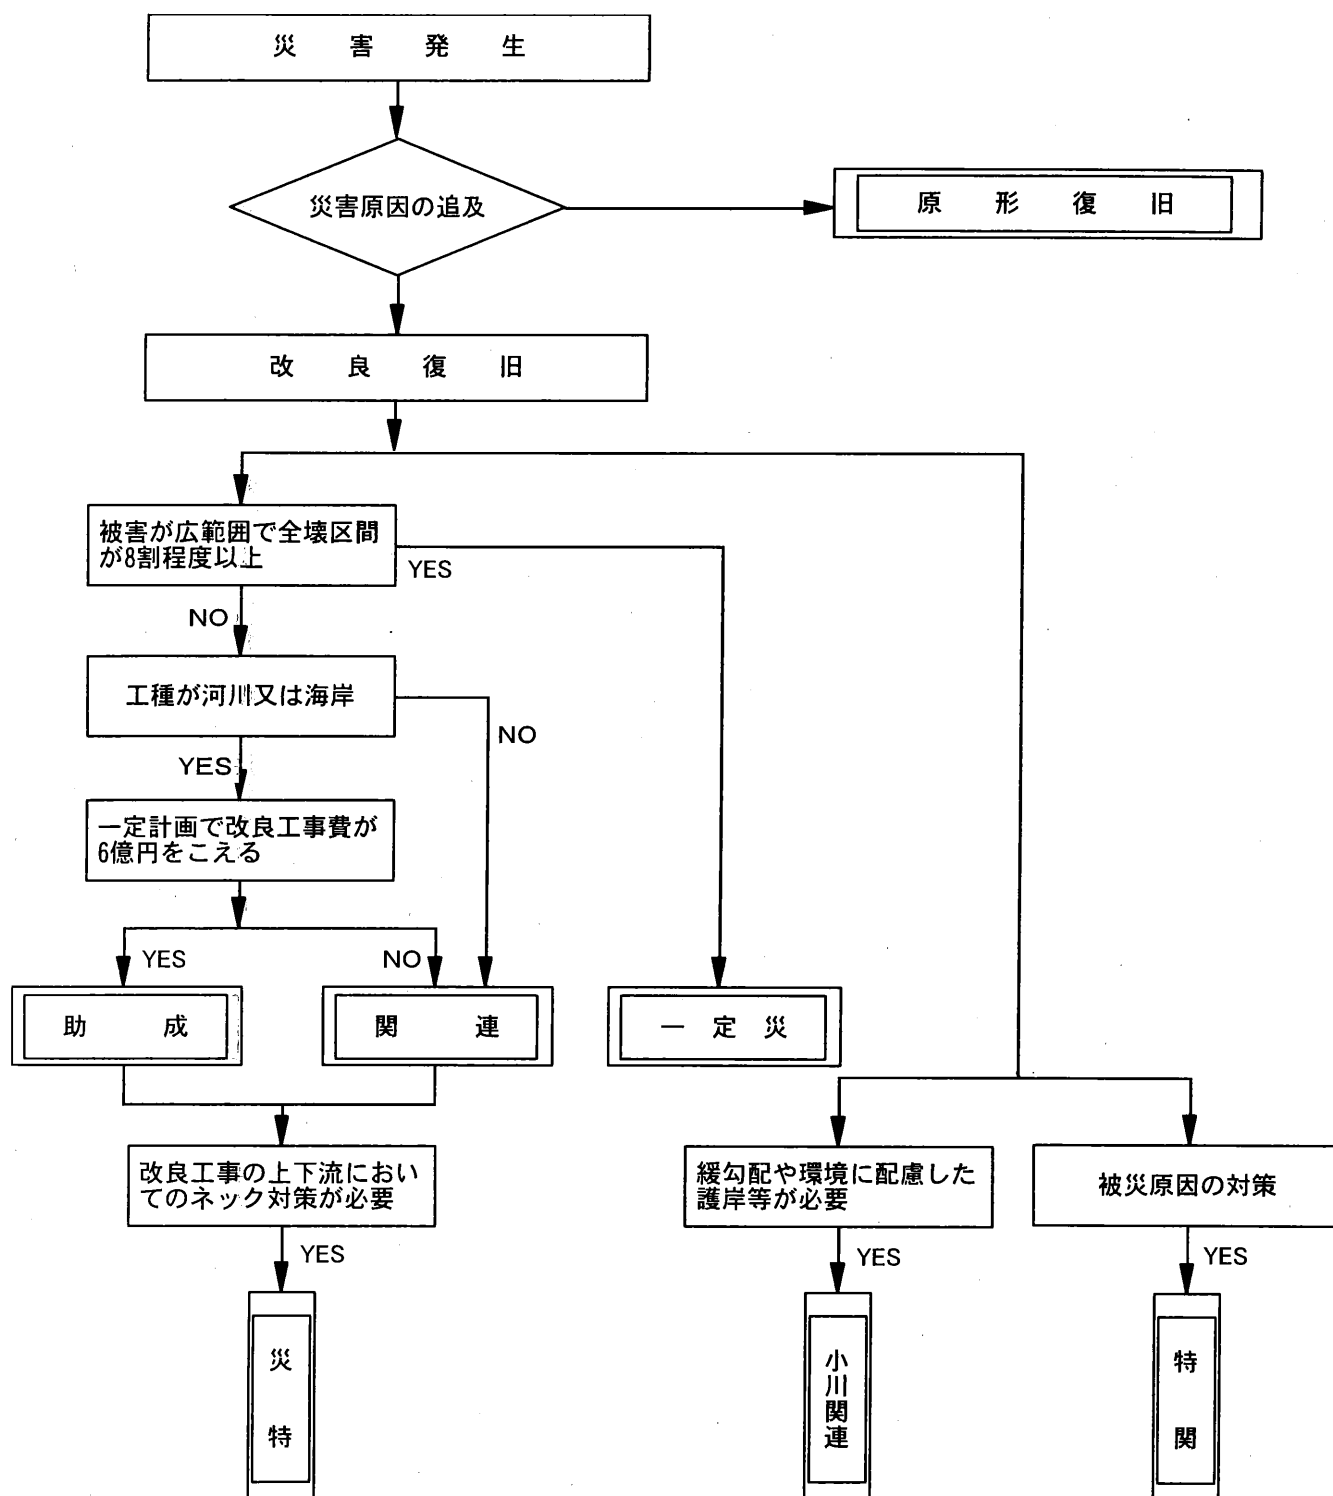 災害発生
災害原因の追及
原形復旧
改良復旧
被害が広範囲で全壊区間
が8割程度以上
YES
NO
工種が河川又は海岸
NO
YES
一定計画で改良工事費が
6億円をこえる
YES
NO
助成
関連
一定災
改良工事の上下流におい
てのネック対策が必要
緩勾配や環境に配慮した
護岸等が必要
被災原因の対策
YES
YES
YES
災特
小川関連
特関